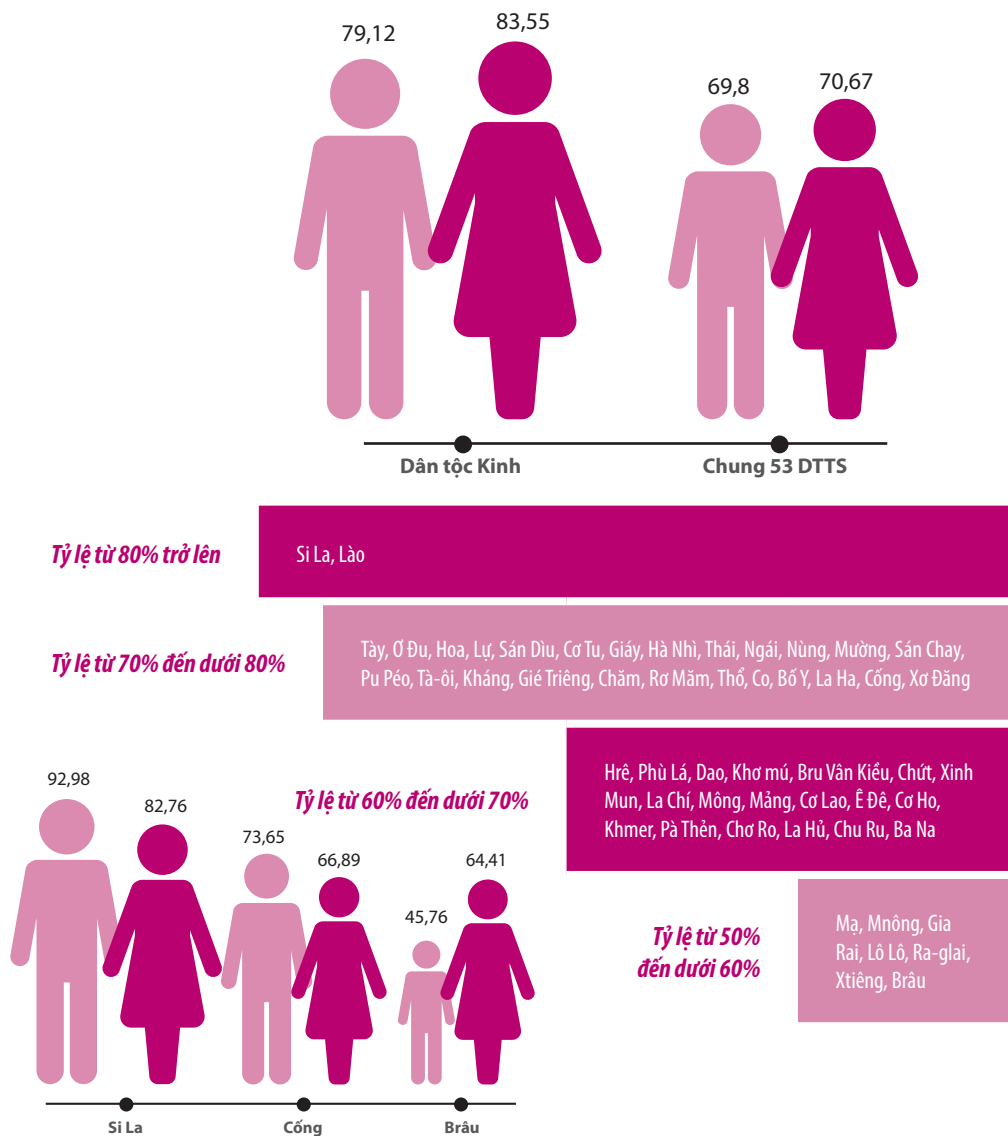 79,12
83,55
69,8
70,67
Dân tộc Kinh
Chung 53 DTTS
Tỷ lệ từ 80% trở lên
Si La, Lào
Tỷ lệ từ 70% đến dưới 80%
Tày, Ơ Đu, Hoa, Lự, Sán Dìu, Cơ Tu, Giáy, Hà Nhì, Thái, Ngái, Nùng, Mường, Sán Chay,
Pu Péo, Tà-ôi, Kháng, Gié Triêng, Chăm, Rơ Măm, Thổ, Co, Bố Y, La Ha, Cống, Xơ Đăng
Tỷ lệ từ 60% đến dưới 70%
Hrê, Phù Lá, Dao, Khơ mú, Bru Vân Kiều, Chứt, Xinh
Mun, La Chí, Mông, Mảng, Cơ Lao, Ê Đê, Cơ Ho,
Khmer, Pà Thẻn, Chơ Ro, La Hủ, Chu Ru, Ba Na
Tỷ lệ từ 50%
đến dưới 60%
Mạ, Mnông, Gia
Rai, Lô Lô, Ra-glai,
Xtiêng, Brâu
92,98
82,76
73,65
66,89
45,76
64,41
Si La
Cống
Brâu